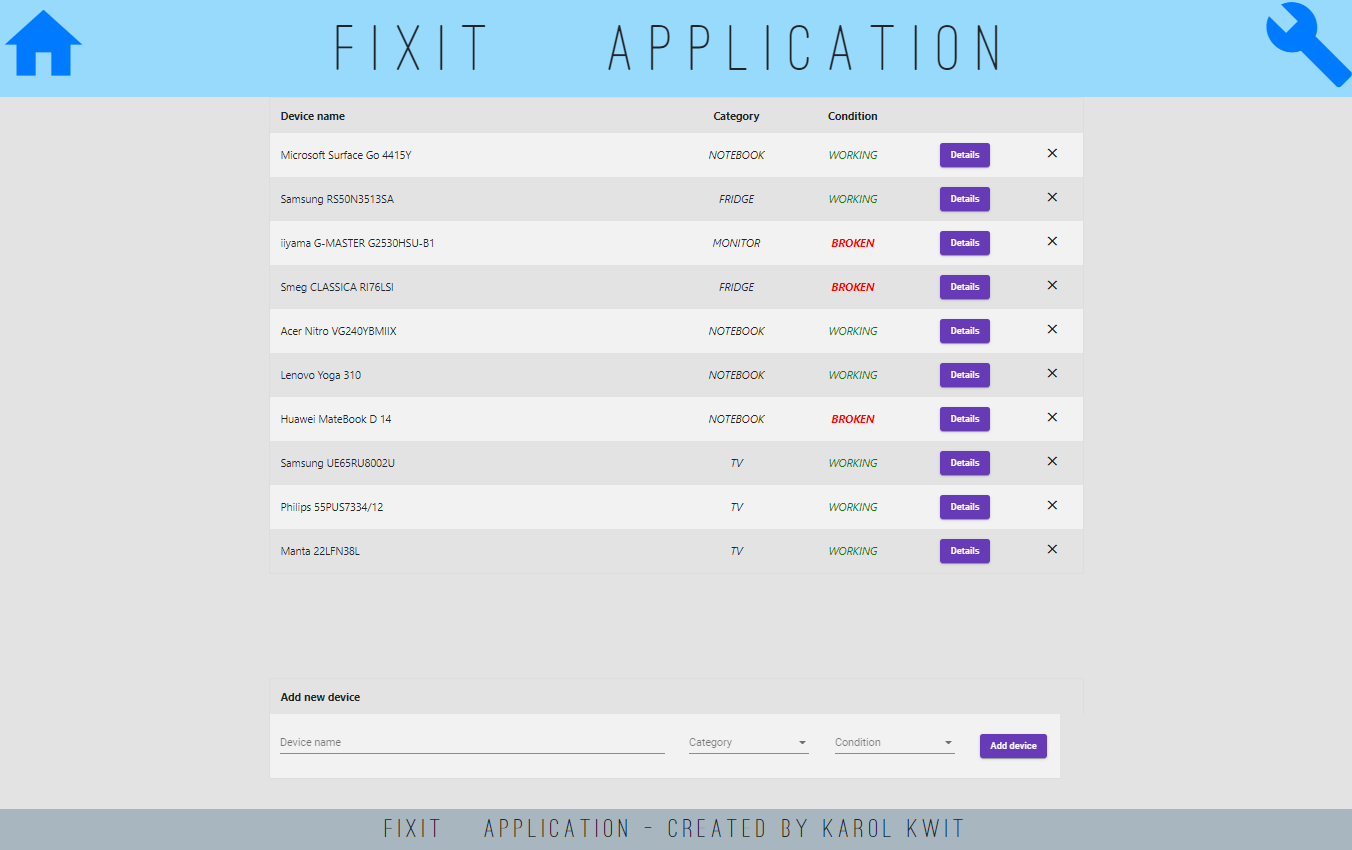 FIXIT APPLICATION
Device name Category Condition
Microsoft Surface Go 4415Y NOTEBOOK WORKING Details ×
Samsung RS50N3513SA FRIDGE WORKING Details ×
iiyama G-MASTER G2530HSU-B1 MONITOR BROKEN Details ×
Smeg CLASSICA RI76LSI FRIDGE BROKEN Details ×
Acer Nitro VG240YBMIIX NOTEBOOK WORKING Details ×
Lenovo Yoga 310 NOTEBOOK WORKING Details ×
Huawei MateBook D 14 NOTEBOOK BROKEN Details ×
Samsung UE65RU8002U TV WORKING Details ×
Philips 55PUS7334/12 TV WORKING Details ×
Manta 22LFN38L TV WORKING Details ×
Add new device
Device name Category Condition Add device
FIXIT APPLICATION - CREATED BY KAROL KWIT